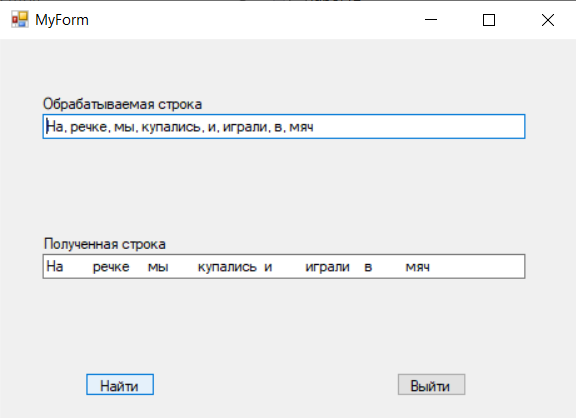 MyForm
Обрабатываемая строка
На, речке, мы, купались, и, играли, в, мяч
Полученная строка
На речке мы купались и играли в мяч
Найти Выйти